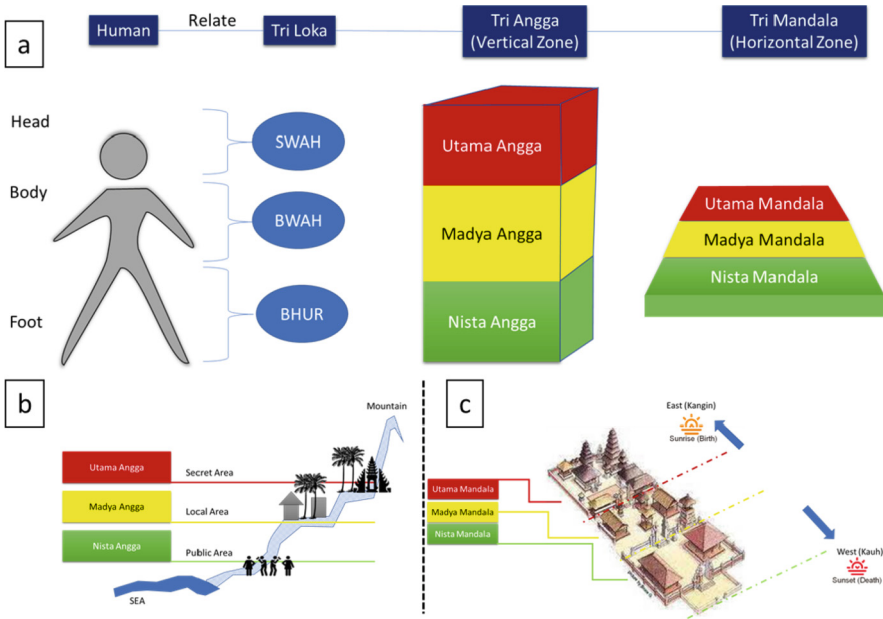 a
Human
Relate
Tri Loka
Tri Angga
(Vertical Zone)
Tri Mandala
(Horizontal Zone)
Head
Body
Foot
SWAH
BWAH
BHUR
Utama Angga
Madya Angga
Nista Angga
Utama Mandala
Madya Mandala
Nista Mandala
b
Mountain
Utama Angga
Secret Area
Madya Angga
Local Area
Nista Angga
Public Area
SEA
c
East (Kangin)
Sunrise (Birth)
Utama Mandala
Madya Mandala
Nista Mandala
West (Kauh)
Sunset (Death)